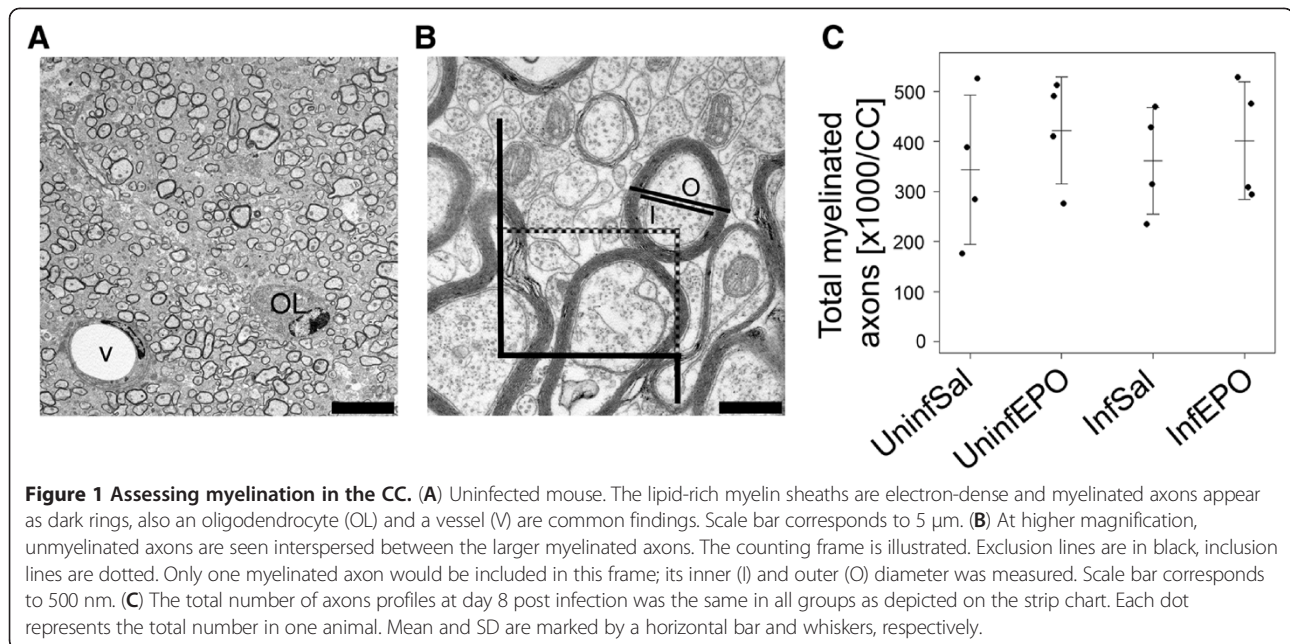 A
B
C
OL
V
O
I
Total myelinated
axons [x1000/CC]
500
400
300
200
100
0
UninfSal
UninfEPO
InfSal
InfEPO
Figure 1 Assessing myelination in the CC. (A) Uninfected mouse. The lipid-rich myelin sheaths are electron-dense and myelinated axons appear
as dark rings, also an oligodendrocyte (OL) and a vessel (V) are common findings. Scale bar corresponds to 5 μm. (B) At higher magnification,
unmyelinated axons are seen interspersed between the larger myelinated axons. The counting frame is illustrated. Exclusion lines are in black, inclusion
lines are dotted. Only one myelinated axon would be included in this frame; its inner (I) and outer (O) diameter was measured. Scale bar corresponds
to 500 nm. (C) The total number of axons profiles at day 8 post infection was the same in all groups as depicted on the strip chart. Each dot
represents the total number in one animal. Mean and SD are marked by a horizontal bar and whiskers, respectively.